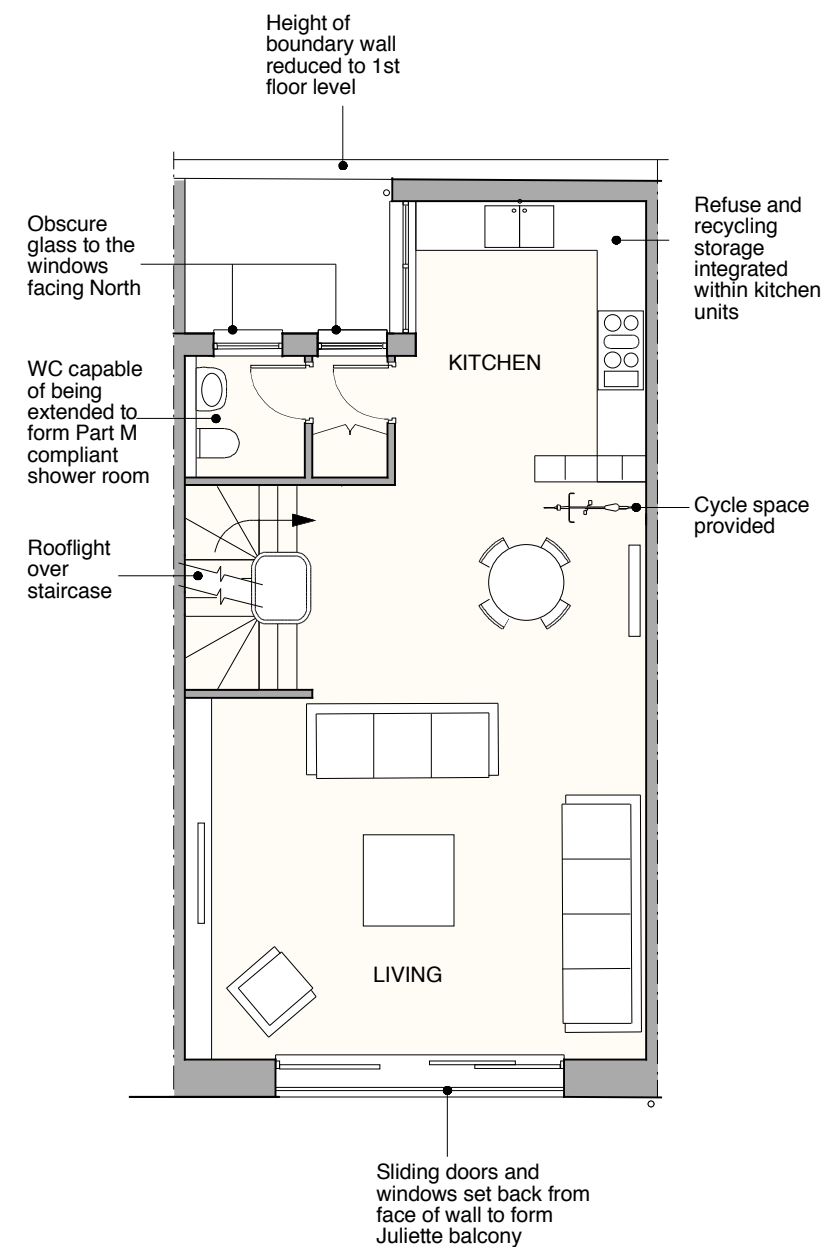 Height of
boundary wall
reduced to 1st
floor level
Obscure
glass to the
windows
facing North
Refuse and
recycling
storage
integrated
within kitchen
units
KITCHEN
WC capable
of being
extended to
form Part M
compliant
shower room
Cycle space
provided
Rooflight
over
staircase
LIVING
Sliding doors and
windows set back from
face of wall to form
Juliette balcony